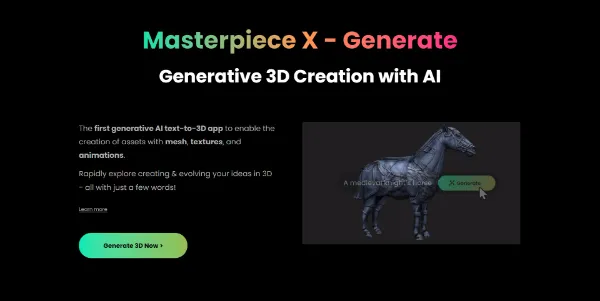 Masterpiece X - Generate
Generative 3D Creation with AI
The first generative AI text-to-3D app to enable the
creation of assets with mesh, textures, and
animations.
Rapidly explore creating & evolving your ideas in 3D
- all with just a few words!
Learn more
Generate 3D Now >
A medieval knight's horse
Generate